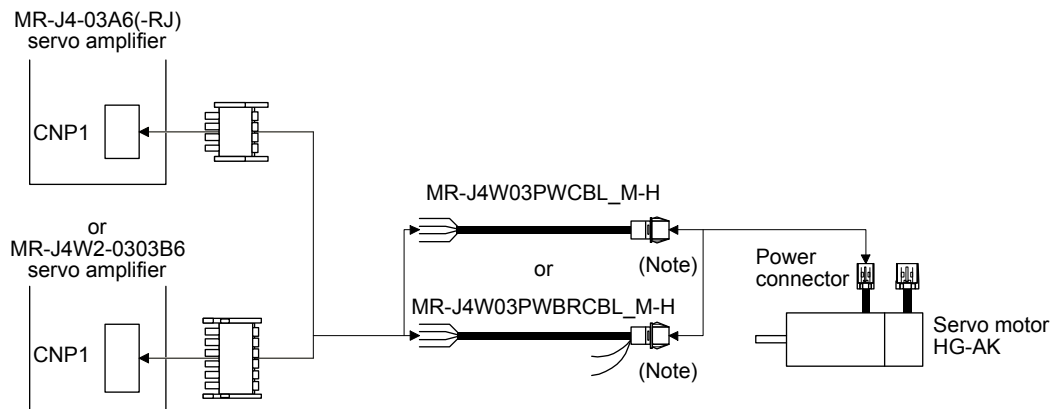 MR-J4-03A6(-RJ)
servo amplifier
CNP1
or
MR-J4W2-0303B6
servo amplifier
CNP1
MR-J4W03PWCBL_M-H
(Note)
or
MR-J4W03PWBRCBL_M-H
(Note)
Power
connector
Servo motor
HG-AK